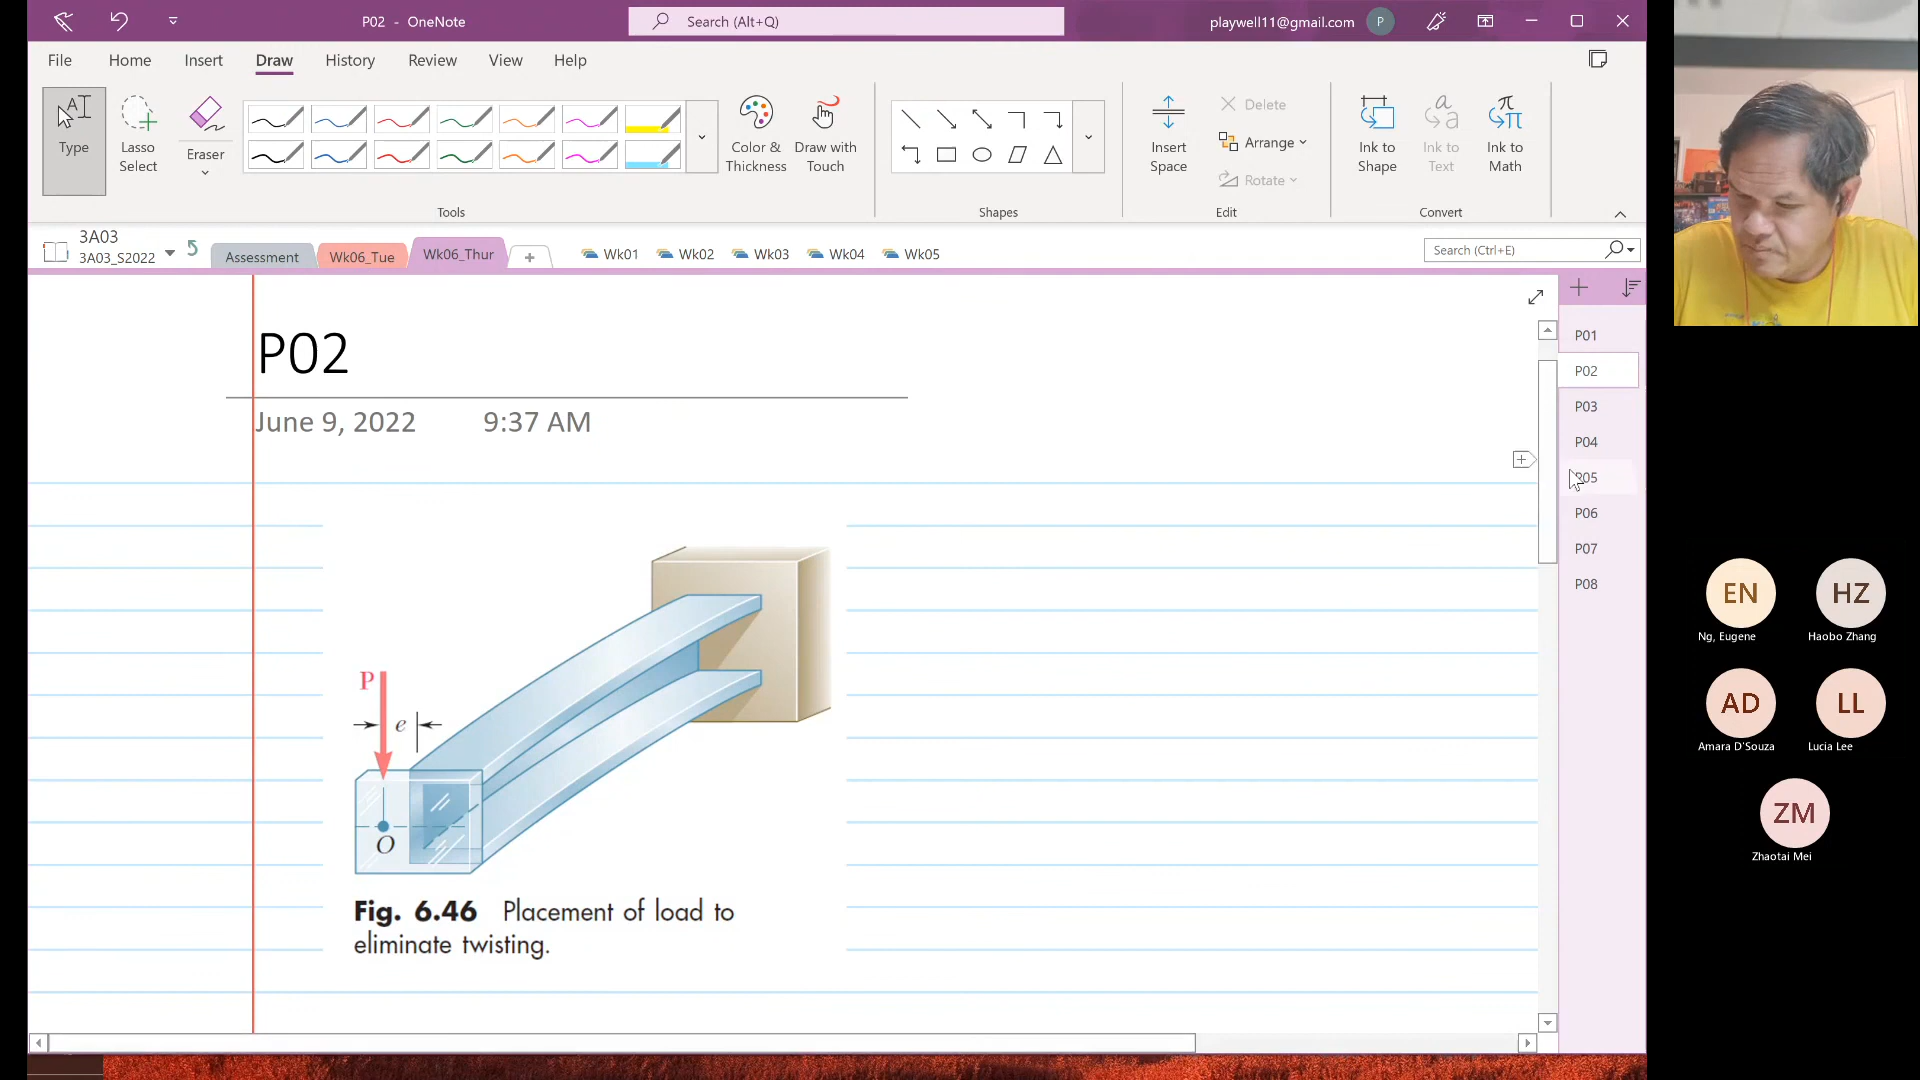 P02 - OneNote
Search (Alt+Q)
playwell11@gmail.com
P
File Home Insert Draw History Review View Help
Type
Lasso Select
Eraser
Color & Thickness
Draw with Touch
Insert Space
Delete
Arrange
Rotate
Ink to Shape
Ink to Text
Ink to Math
Tools
Shapes
Edit
Convert
3A03
3A03_S2022
Assessment
Wk06_Tue
Wk06_Thur
Wk01
Wk02
Wk03
Wk04
Wk05
Search (Ctrl+E)
P02
June 9, 2022 9:37 AM
P
e
O
Fig. 6.46 Placement of load to
eliminate twisting.
P01
P02
P03
P04
P05
P06
P07
P08
EN
Ng, Eugene
HZ
Haobo Zhang
AD
Amara D'Souza
LL
Lucia Lee
ZM
Zhaotai Mei